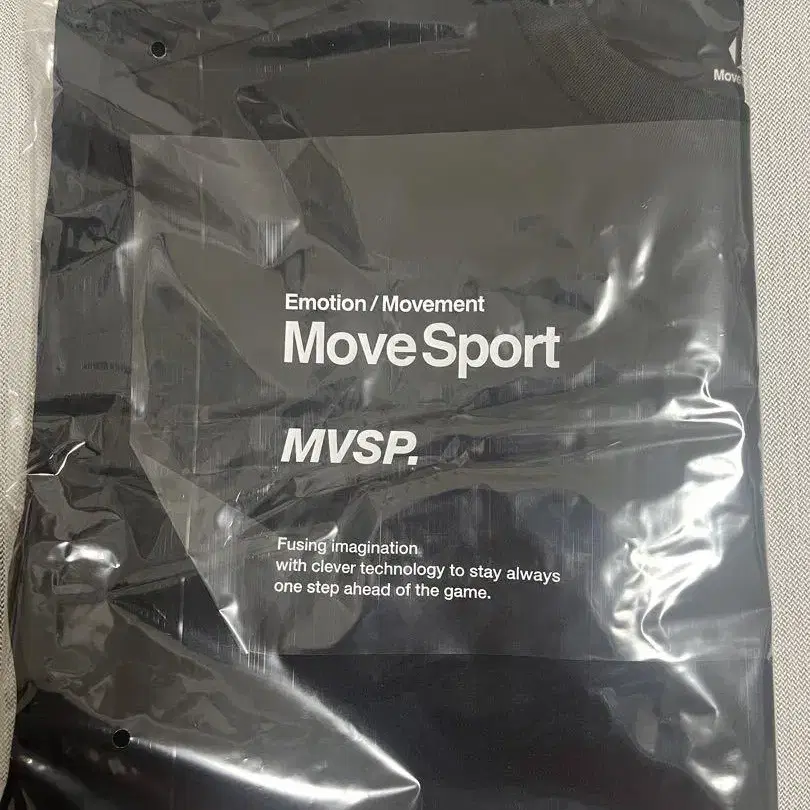 Move
Emotion / Movement
MoveSport
MVSP.
Fusing imagination
with clever technology to stay always
one step ahead of the game.